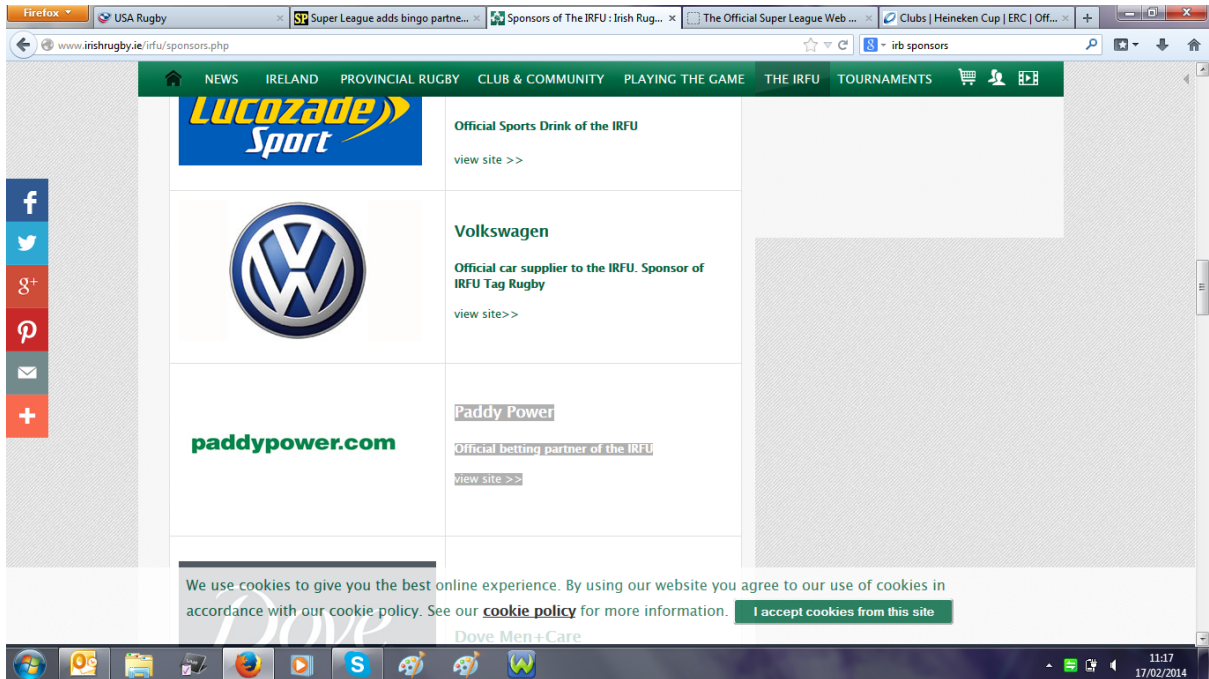 Firefox
USA Rugby
SP Super League adds bingo partne...
Sponsors of The IRFU : Irish Rug...
The Official Super League Web ...
Clubs | Heineken Cup | ERC | Off...
www.irishrugby.ie/irfu/sponsors.php
8 irb sponsors
NEWS IRELAND PROVINCIAL RUGBY CLUB & COMMUNITY PLAYING THE GAME THE IRFU TOURNAMENTS
LUCOZADE
Sport
Official Sports Drink of the IRFU
view site >>
f
8+
VW
Volkswagen
Official car supplier to the IRFU. Sponsor of
IRFU Tag Rugby
view site>>
paddypower.com
Paddy Power
Official betting partner of the IRFU
view site >>
We use cookies to give you the best online experience. By using our website you agree to our use of cookies in
accordance with our cookie policy. See our cookie policy for more information.
I accept cookies from this site
Dove
Dove Men+Care
11:17
17/02/2014